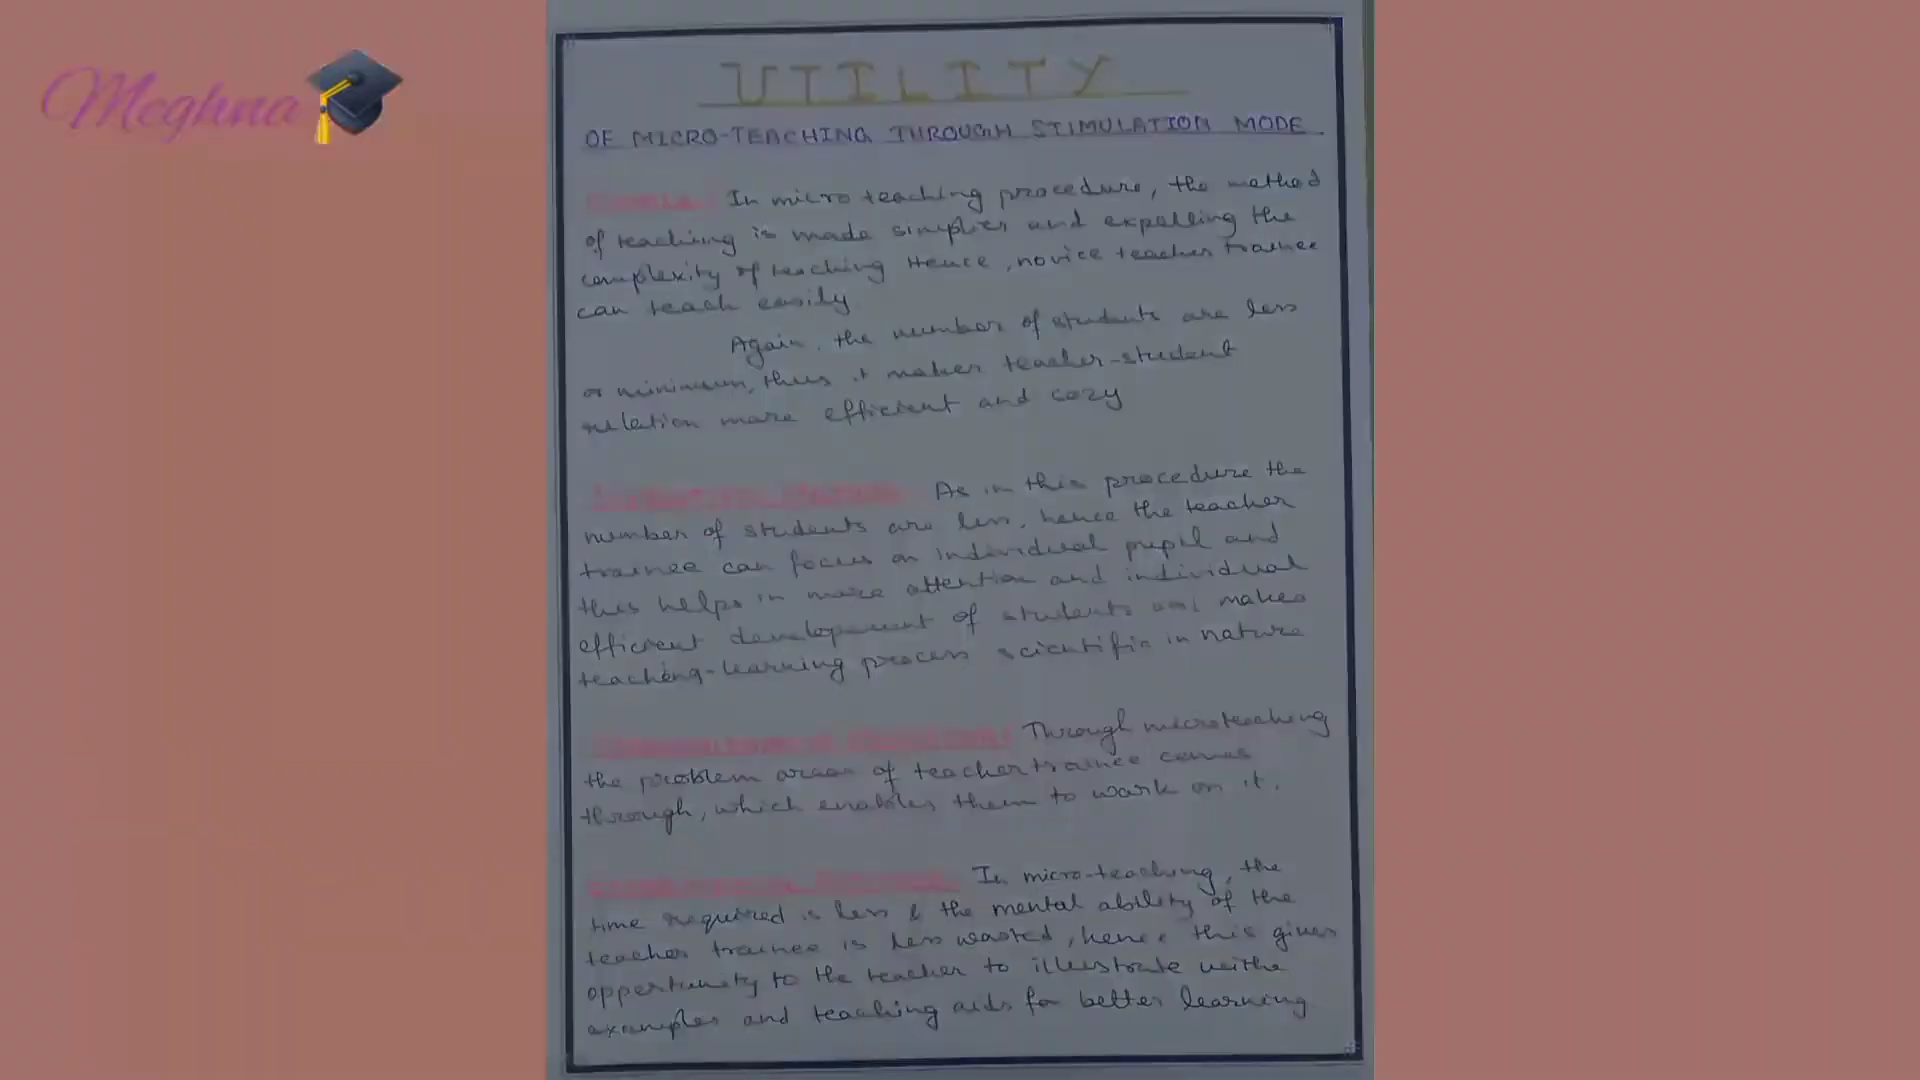 Meghna
UTILITY
OF MICRO-TEACHING THROUGH STIMULATION MODE
In micro teaching procedure, the method
of teaching is made simplier and expelling the
complexity of teaching Hence, novice teacher trainee
can teach easily
Again, the number of students are less
or minimum, thus it makes teacher-student
relation more efficient and cozy
As in this procedure the
number of students are less, hence the teacher
trainee can focus on individual pupil and
this helps in more attention and individual
efficient development of students and makes
teaching-learning process scientific in nature
Through microteaching
the problem areas of teacher trainee comes
through, which enables them to work on it.
In micro-teaching, the
time required is less & the mental ability of the
teacher trainee is less wasted, hence this gives
opportunity to the teacher to illustrate
examples and teaching aids for better learning